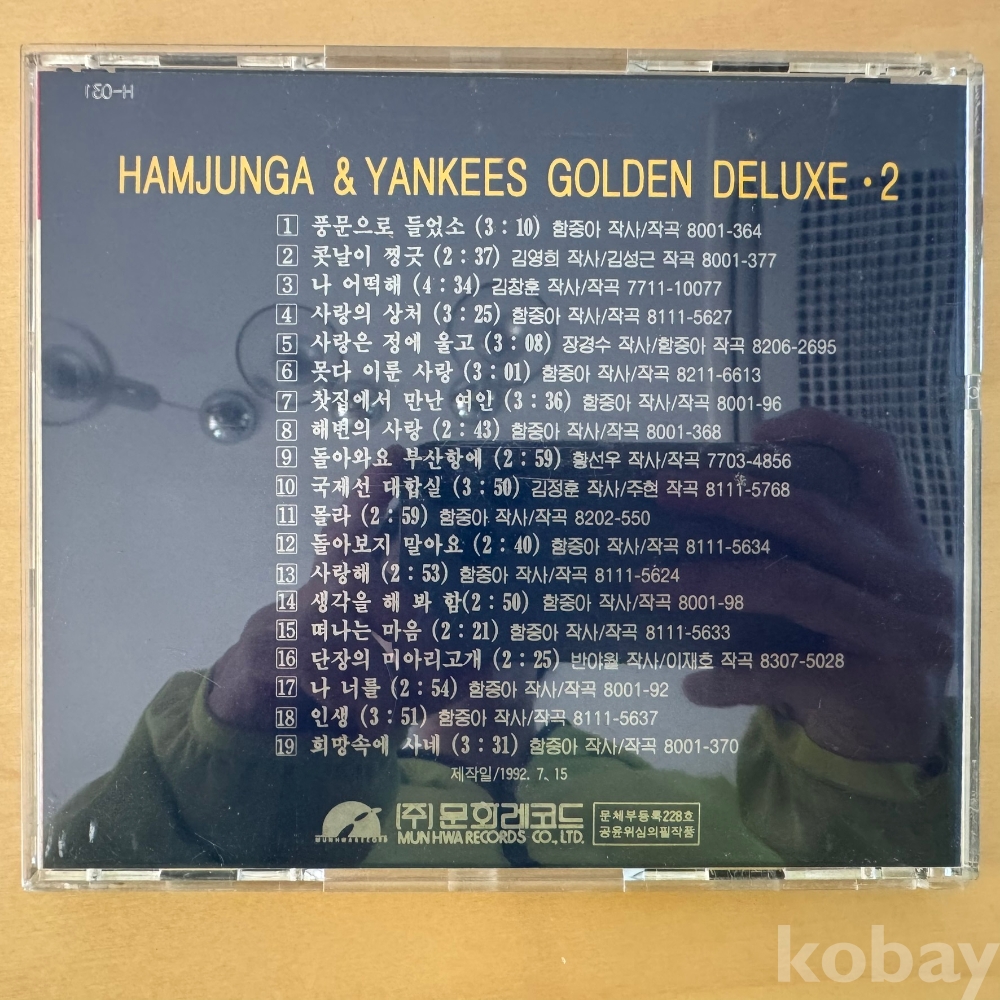 H-031
HAMJUNGA & YANKEES GOLDEN DELUXE · 2
1 풍문으로 들었소 (3 : 10) 함중아 작사/작곡 8001-364
2 콧날이 찡긋 (2 : 37) 김영희 작사/김성근 작곡 8001-377
3 나 어떡해 (4 : 34) 김창훈 작사/작곡 7711-10077
4 사랑의 상처 (3 : 25) 함중아 작사/작곡 8111-5627
5 사랑은 정에 울고 (3 : 08) 장경수 작사/함중아 작곡 8206-2695
6 못다 이룬 사랑 (3 : 01) 함중아 작사/작곡 8211-6613
7 찻집에서 만난 여인 (3 : 36) 함중아 작사/작곡 8001-96
8 해변의 사랑 (2 : 43) 함중아 작사/작곡 8001-368
9 돌아와요 부산항에 (2 : 59) 황선우 작사/작곡 7703-4856
10 국제선 대합실 (3 : 50) 김정훈 작사/주현 작곡 8111-5768
11 몰라 (2 : 59) 함중아 작사/작곡 8202-550
12 돌아보지 말아요 (2 : 40) 함중아 작사/작곡 8111-5634
13 사랑해 (2 : 53) 함중아 작사/작곡 8111-5624
14 생각을 해 봐 함(2 : 50) 함중아 작사/작곡 8001-98
15 떠나는 마음 (2 : 21) 함중아 작사/작곡 8111-5633
16 단장의 미아리고개 (2 : 25) 반야월 작사/이재호 작곡 8307-5028
17 나 너를 (2 : 54) 함중아 작사/작곡 8001-92
18 인생 (3 : 51) 함중아 작사/작곡 8111-5637
19 희망속에 사네 (3 : 31) 함중아 작사/작곡 8001-370
제작일/1992. 7. 15
MUNHWARECORD
(주)문화레코드
MUN HWA RECORDS CO., LTD.
문체부등록228호
공윤위심의필작품
kobay